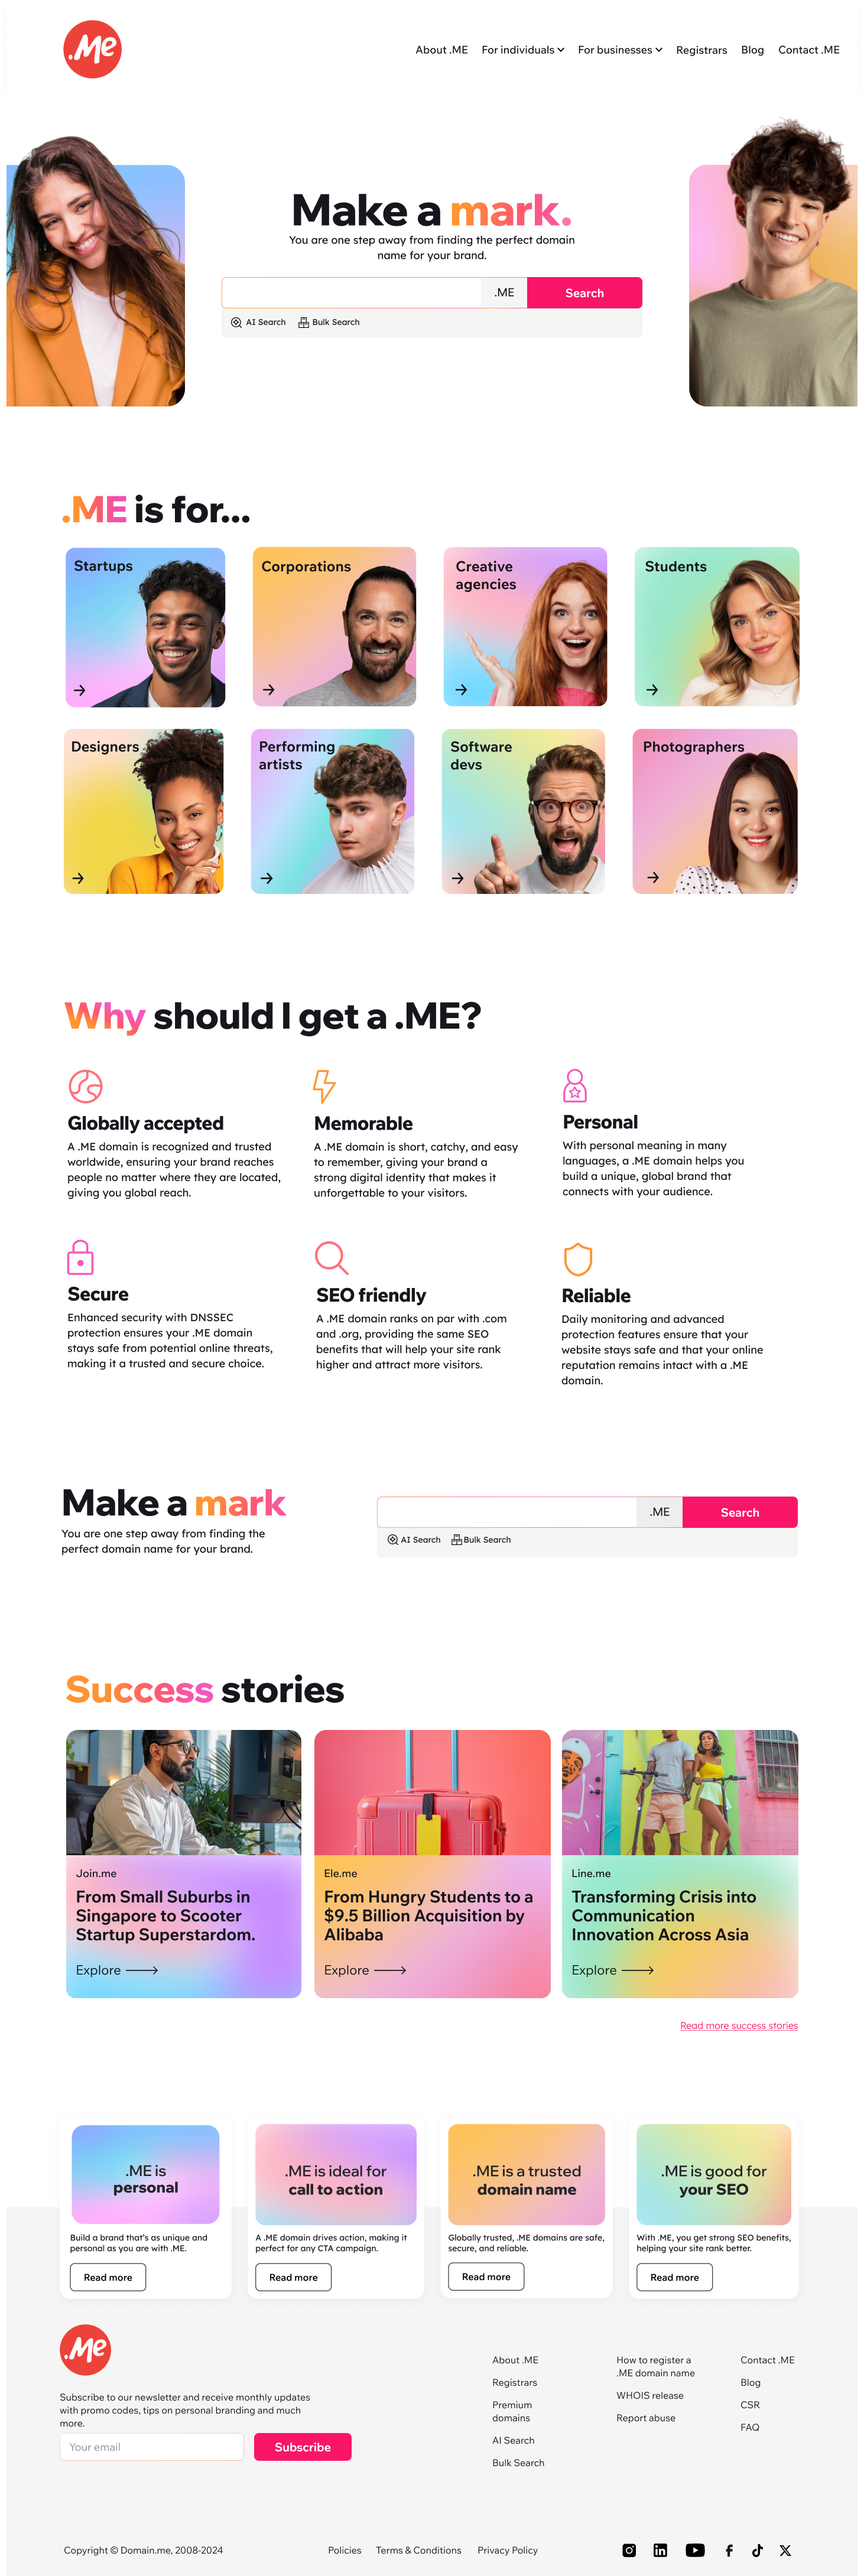 .Me
About .ME
For individuals
For businesses
Registrars
Blog
Contact .ME
Make a mark.
You are one step away from finding the perfect domain
name for your brand.
.ME
Search
AI Search
Bulk Search
.ME is for...
Startups
Corporations
Creative
agencies
Students
Designers
Performing
artists
Software
devs
Photographers
Why should I get a .ME?
Globally accepted
A .ME domain is recognized and trusted
worldwide, ensuring your brand reaches
people no matter where they are located,
giving you global reach.
Memorable
A .ME domain is short, catchy, and easy
to remember, giving your brand a
strong digital identity that makes it
unforgettable to your visitors.
Personal
With personal meaning in many
languages, a .ME domain helps you
build a unique, global brand that
connects with your audience.
Secure
Enhanced security with DNSSEC
protection ensures your .ME domain
stays safe from potential online threats,
making it a trusted and secure choice.
SEO friendly
A .ME domain ranks on par with .com
and .org, providing the same SEO
benefits that will help your site rank
higher and attract more visitors.
Reliable
Daily monitoring and advanced
protection features ensure that your
website stays safe and that your online
reputation remains intact with a .ME
domain.
Make a mark
You are one step away from finding the
perfect domain name for your brand.
.ME
Search
AI Search
Bulk Search
Success stories
Join.me
From Small Suburbs in
Singapore to Scooter
Startup Superstardom.
Explore
Ele.me
From Hungry Students to a
$9.5 Billion Acquisition by
Alibaba
Explore
Line.me
Transforming Crisis into
Communication
Innovation Across Asia
Explore
Read more success stories
.ME is
personal
Build a brand that's as unique and
personal as you are with .ME.
Read more
.ME is ideal for
call to action
A .ME domain drives action, making it
perfect for any CTA campaign.
Read more
.ME is a trusted
domain name
Globally trusted, .ME domains are safe,
secure, and reliable.
Read more
.ME is good for
your SEO
With .ME, you get strong SEO benefits,
helping your site rank better.
Read more
.Me
Subscribe to our newsletter and receive monthly updates
with promo codes, tips on personal branding and much
more.
Your email
Subscribe
About .ME
Registrars
Premium
domains
AI Search
Bulk Search
How to register a
.ME domain name
WHOIS release
Report abuse
Contact .ME
Blog
CSR
FAQ
Copyright © Domain.me, 2008-2024
Policies
Terms & Conditions
Privacy Policy